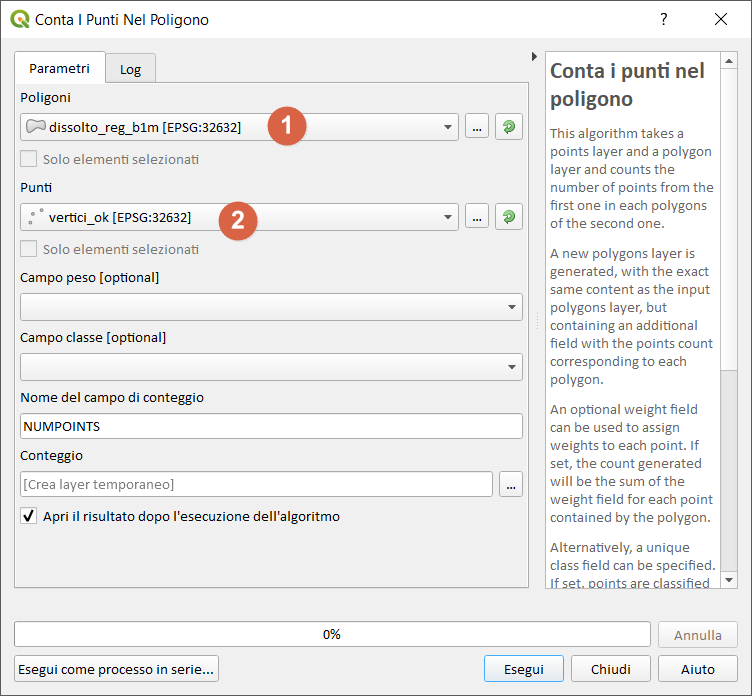 Conta I Punti Nel Poligono
?
Parametri
Log
Poligoni
dissolto_reg_b1m [EPSG:32632]
1
...
Solo elementi selezionati
Punti
vertici_ok [EPSG:32632]
2
...
Solo elementi selezionati
Campo peso [optional]
Campo classe [optional]
Nome del campo di conteggio
NUMPOINTS
Conteggio
[Crea layer temporaneo]
...
Apri il risultato dopo l'esecuzione dell'algoritmo
Conta i punti nel
poligono
This algorithm takes a
points layer and a polygon
layer and counts the
number of points from the
first one in each polygons
of the second one.
A new polygons layer is
generated, with the exact
same content as the input
polygons layer, but
containing an additional
field with the points count
corresponding to each
polygon.
An optional weight field
can be used to assign
weights to each point. If
set, the count generated
will be the sum of the
weight field for each point
contained by the polygon.
Alternatively, a unique
class field can be specified.
If set, points are classified
0%
Annulla
Esegui come processo in serie...
Esegui
Chiudi
Aiuto